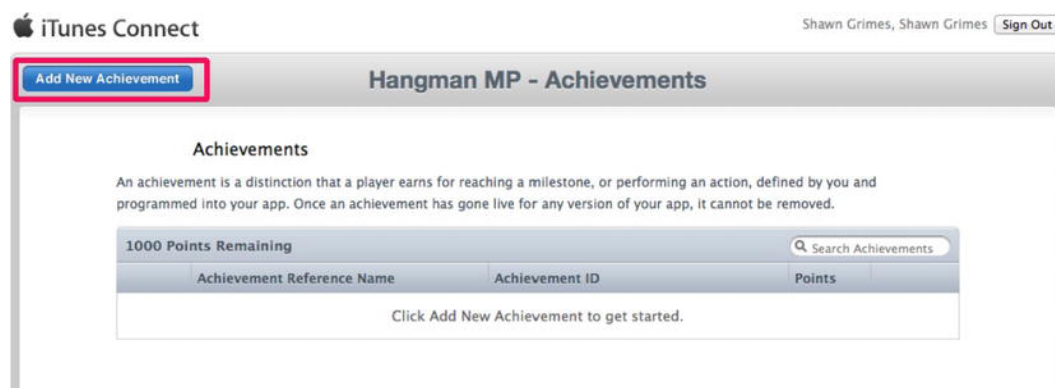 iTunes Connect
Shawn Grimes, Shawn Grimes Sign Out
Add New Achievement
Hangman MP - Achievements
Achievements
An achievement is a distinction that a player earns for reaching a milestone, or performing an action, defined by you and
programmed into your app. Once an achievement has gone live for any version of your app, it cannot be removed.
1000 Points Remaining
Search Achievements
Achievement Reference Name Achievement ID Points
Click Add New Achievement to get started.